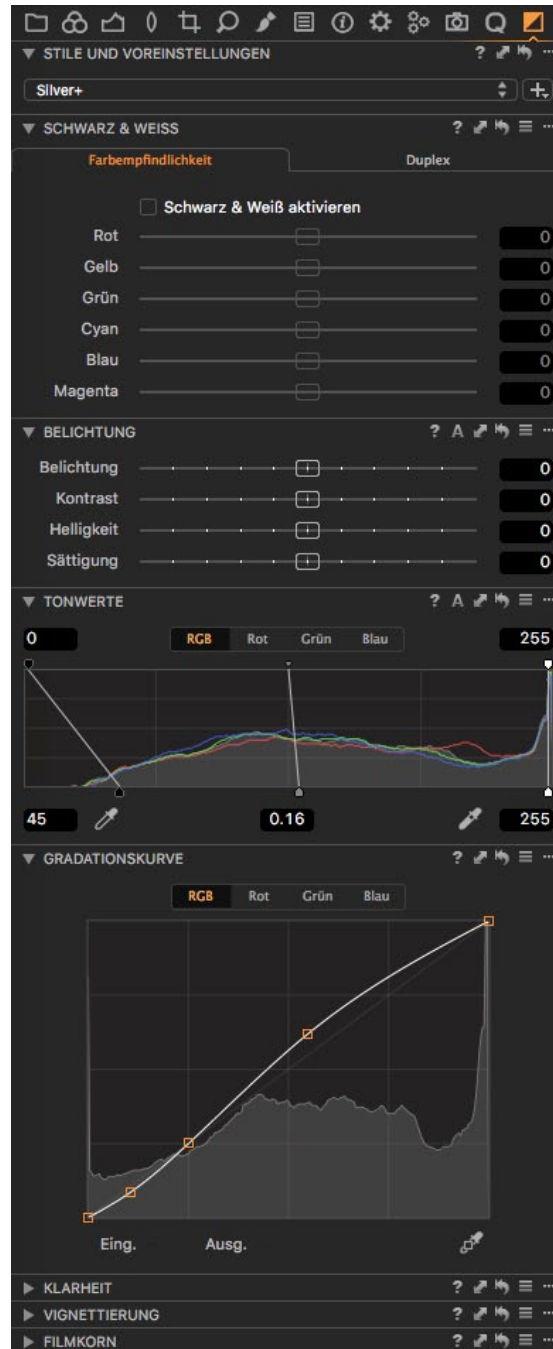 STILE UND VOREINSTELLUNGEN ?
Silver+
SCHWARZ & WEISS ?
Farbempfindlichkeit Duplex
Schwarz & Weiß aktivieren
Rot 0
Gelb 0
Grün 0
Cyan 0
Blau 0
Magenta 0
BELICHTUNG ? A
Belichtung 0
Kontrast 0
Helligkeit 0
Sättigung 0
TONWERTE ? A
0 RGB Rot Grün Blau 255
45 0.16 255
GRADATIONSKURVE ?
RGB Rot Grün Blau
Eing. Ausg.
KLARHEIT ?
VIGNETTIERUNG ?
FILMKORN ?